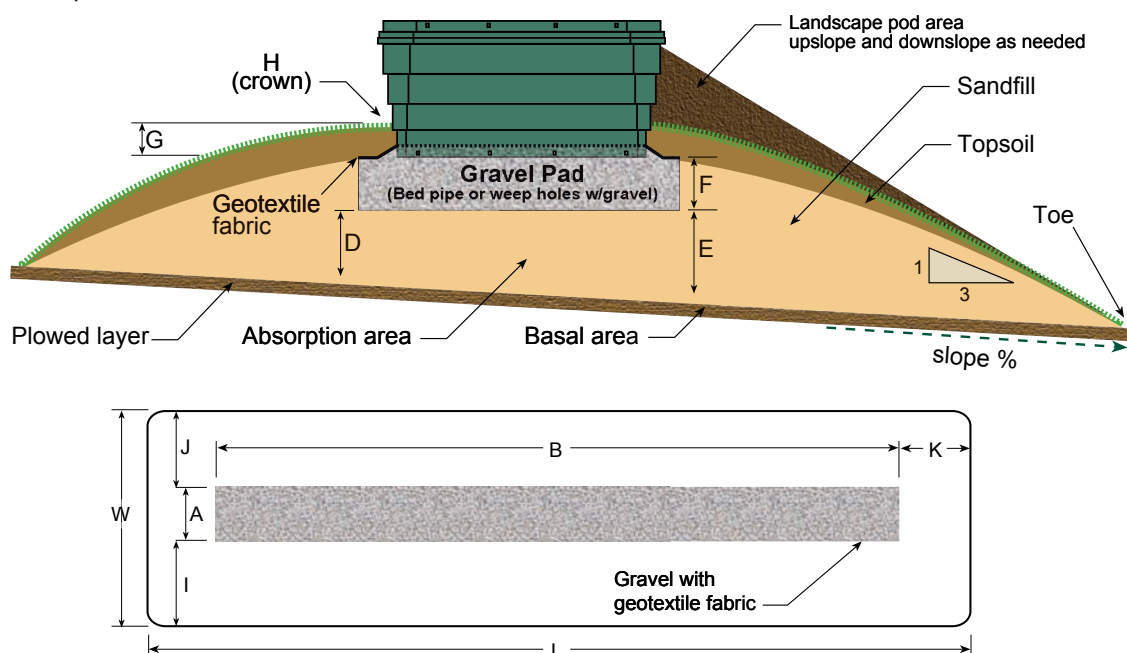 Landscape pod area
upslope and downslope as needed
H
(crown)
Sandfill
G
Topsoil
Gravel Pad
(Bed pipe or weep holes w/gravel)
F
Geotextile
fabric
Toe
D
E
1
3
Plowed layer
Absorption area
Basal area
slope %
J
B
K
W
A
I
Gravel with
geotextile fabric